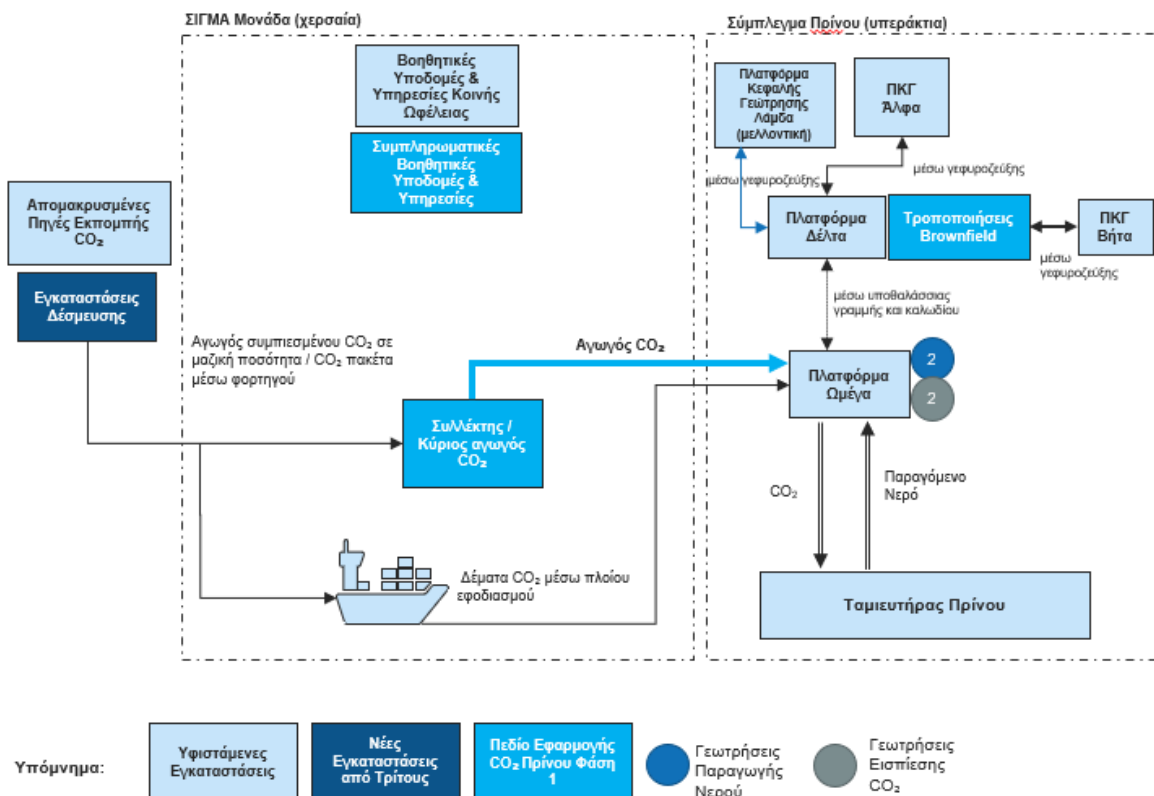 ΣΙΓΜΑ Μονάδα (χερσαία)
Σύμπλεγμα Πρίνου (υπεράκτια)
Βοηθητικές
Υποδομές &
Υπηρεσίες Κοινής
Ωφέλειας
Συμπληρωματικές
Βοηθητικές
Υποδομές &
Υπηρεσίες
Απομακρυσμένες
Πηγές Εκπομπής
CO₂
Εγκαταστάσεις
Δέσμευσης
Αγωγός συμπιεσμένου CO₂ σε
μαζική ποσότητα / CO₂ πακέτα
μέσω φορτηγού
Συλλέκτης /
Κύριος αγωγός
CO₂
Αγωγός CO₂
Δέματα CO₂ μέσω πλοίου
εφοδιασμού
Πλατφόρμα
Κεφαλής
Γεώτρησης
Λάμδα
(μελλοντική)
ΠΚΓ
Άλφα
μέσω γεφυροζεύξης
μέσω γεφυροζεύξης
Πλατφόρμα
Δέλτα
Τροποποιήσεις
Brownfield
ΠΚΓ
Βήτα
μέσω
γεφυροζεύξης
μέσω υποθαλάσσιας
γραμμής και καλωδίου
Πλατφόρμα
Ωμέγα
2
2
CO₂
Παραγόμενο
Νερό
Ταμιευτήρας Πρίνου
Υπόμνημα:
Υφιστάμενες
Εγκαταστάσεις
Νέες
Εγκαταστάσεις
από Τρίτους
Πεδίο Εφαρμογής
CO₂ Πρίνου Φάση
1
Γεωτρήσεις
Παραγωγής
Νερού
Γεωτρήσεις
Εισπίεσης
CO₂